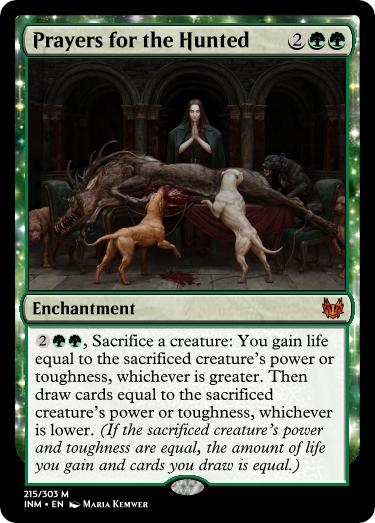 Prayers for the Hunted 2
Enchantment
2, Sacrifice a creature: You gain life
equal to the sacrificed creature's power or
toughness, whichever is greater. Then
draw cards equal to the sacrificed
creature's power or toughness, whichever
is lower. (If the sacrificed creature's power
and toughness are equal, the amount of life
you gain and cards you draw is equal.)
215/303 M
INM • EN Maria Kemwer